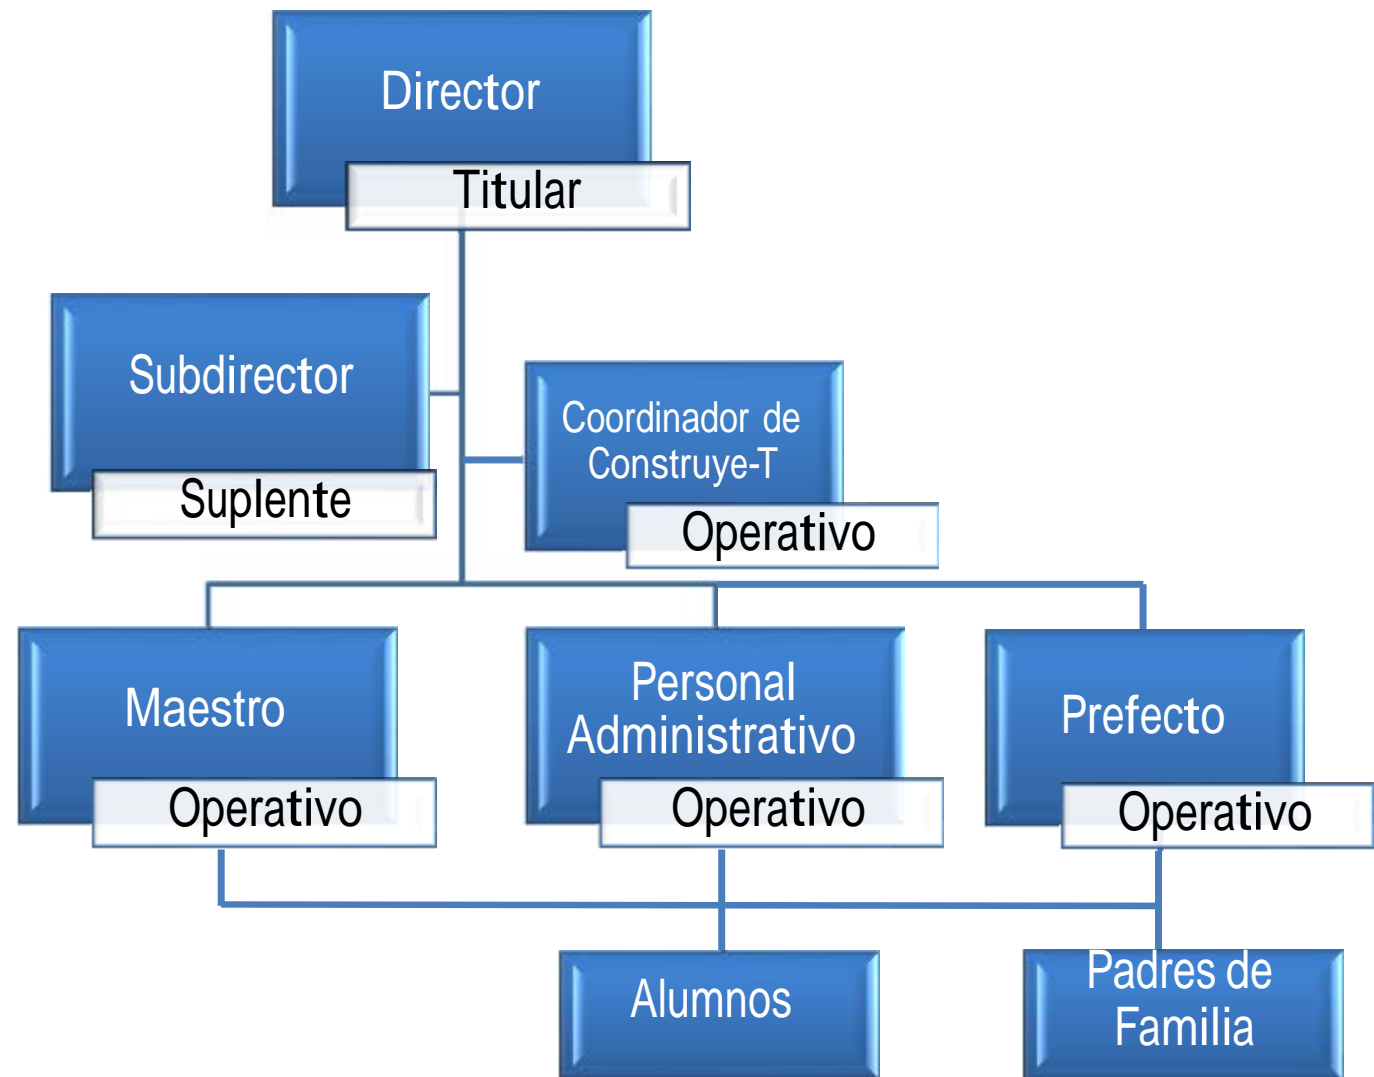 Director
Titular
Subdirector
Suplente
Coordinador de
Construye-T
Operativo
Maestro
Operativo
Personal
Administrativo
Operativo
Prefecto
Operativo
Alumnos
Padres de
Familia